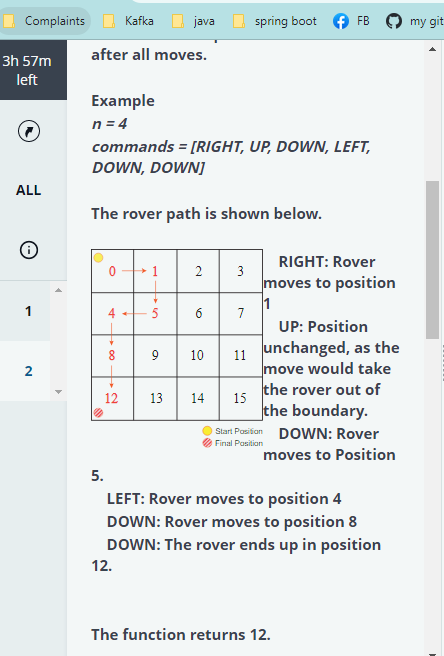 Complaints Kafka java spring boot FB my git
3h 57m
left
after all moves.
Example
n = 4
commands = [RIGHT, UP, DOWN, LEFT,
DOWN, DOWN]
ALL
The rover path is shown below.
0 1 2 3
4 5 6 7
8 9 10 11
12 13 14 15
Start Position
Final Position
RIGHT: Rover
moves to position
1
UP: Position
unchanged, as the
move would take
the rover out of
the boundary.
DOWN: Rover
moves to Position
5.
1
2
LEFT: Rover moves to position 4
DOWN: Rover moves to position 8
DOWN: The rover ends up in position
12.
The function returns 12.